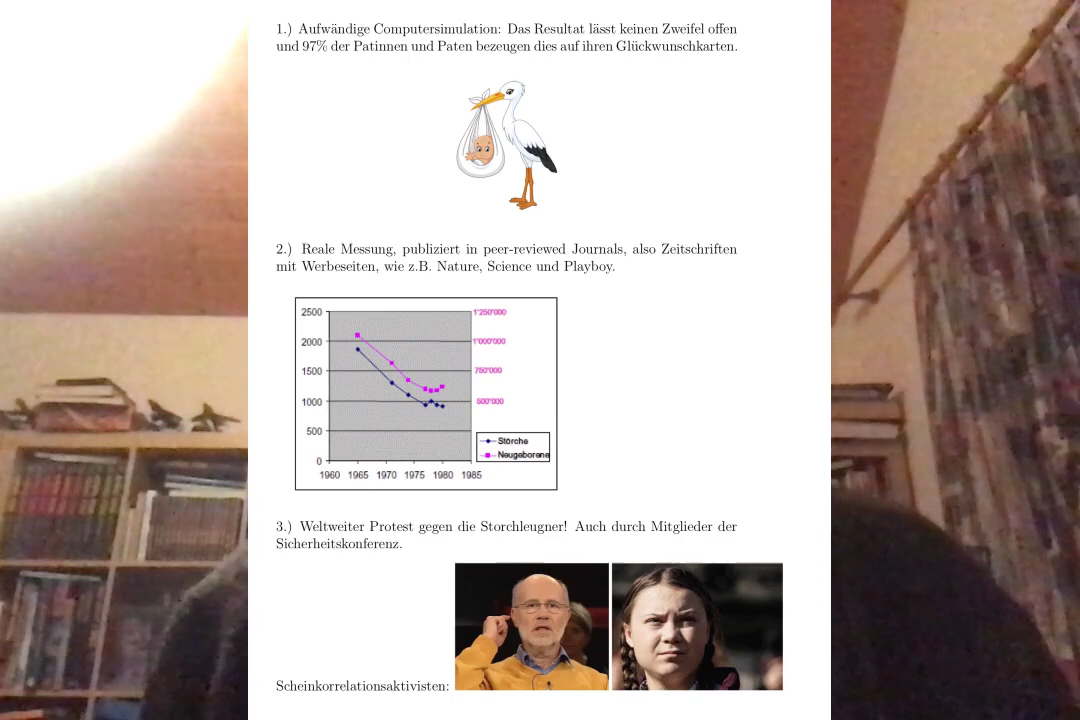 1.) Aufwändige Computersimulation: Das Resultat lässt keinen Zweifel offen
und 97% der Patinnen und Paten bezeugen dies auf ihren Glückwunschkarten.
2.) Reale Messung, publiziert in peer-reviewed Journals, also Zeitschriften
mit Werbeseiten, wie z.B. Nature, Science und Playboy.
2500 1'250'000
2000 1'000'000
1500 750'000
1000 500'000
500
0
Störche
Neugeborene
1960 1965 1970 1975 1980 1985
3.) Weltweiter Protest gegen die Storchleugner! Auch durch Mitglieder der
Sicherheitskonferenz.
Scheinkorrelationsaktivisten: